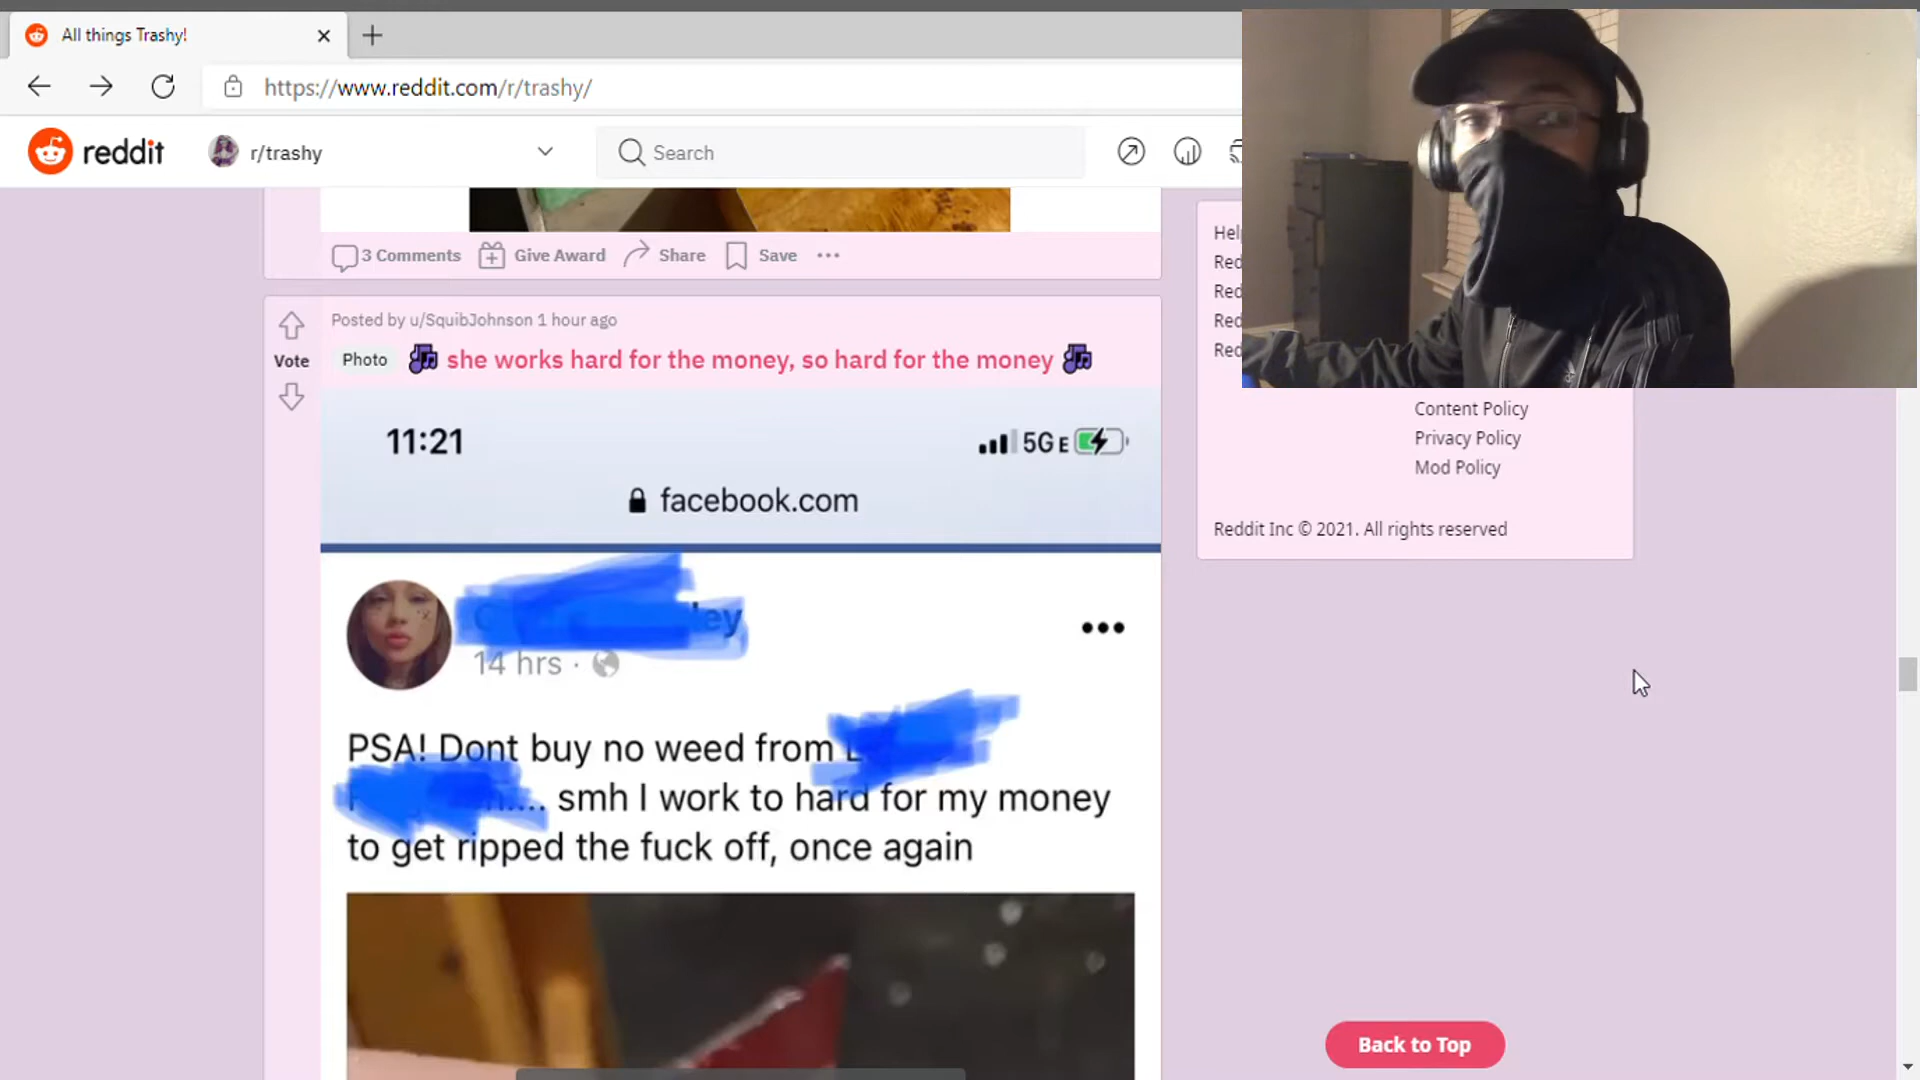 All things Trashy!
https://www.reddit.com/r/trashy/
reddit
r/trashy
Search
3 Comments
Give Award
Share
Save
Posted by u/SquibJohnson 1 hour ago
Vote
Photo
she works hard for the money, so hard for the money
11:21
5G E
facebook.com
14 hrs ·
PSA! Dont buy no weed from
.... smh I work to hard for my money
to get ripped the fuck off, once again
Content Policy
Privacy Policy
Mod Policy
Reddit Inc © 2021. All rights reserved
Back to Top